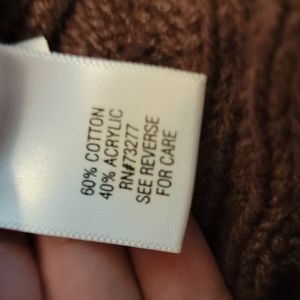 60% COTTON
40% ACRYLIC
RN#73277
SEE REVERSE
FOR CARE